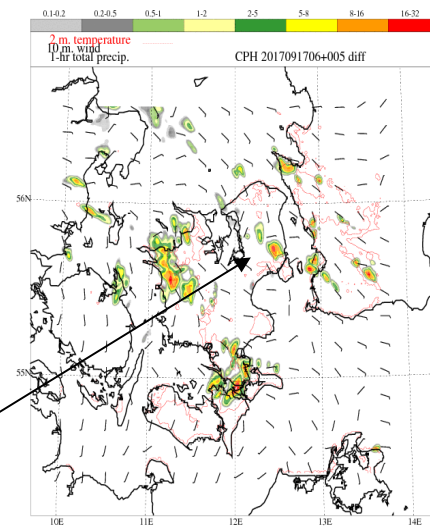 0.1-0.2 0.2-0.5 0.5-1 1-2 2-5 5-8 8-16 16-32
2 m. temperature
10 m. wind
1-hr total precip. CPH 2017091706+005 diff
56N
55N
10E 11E 12E 13E 14E